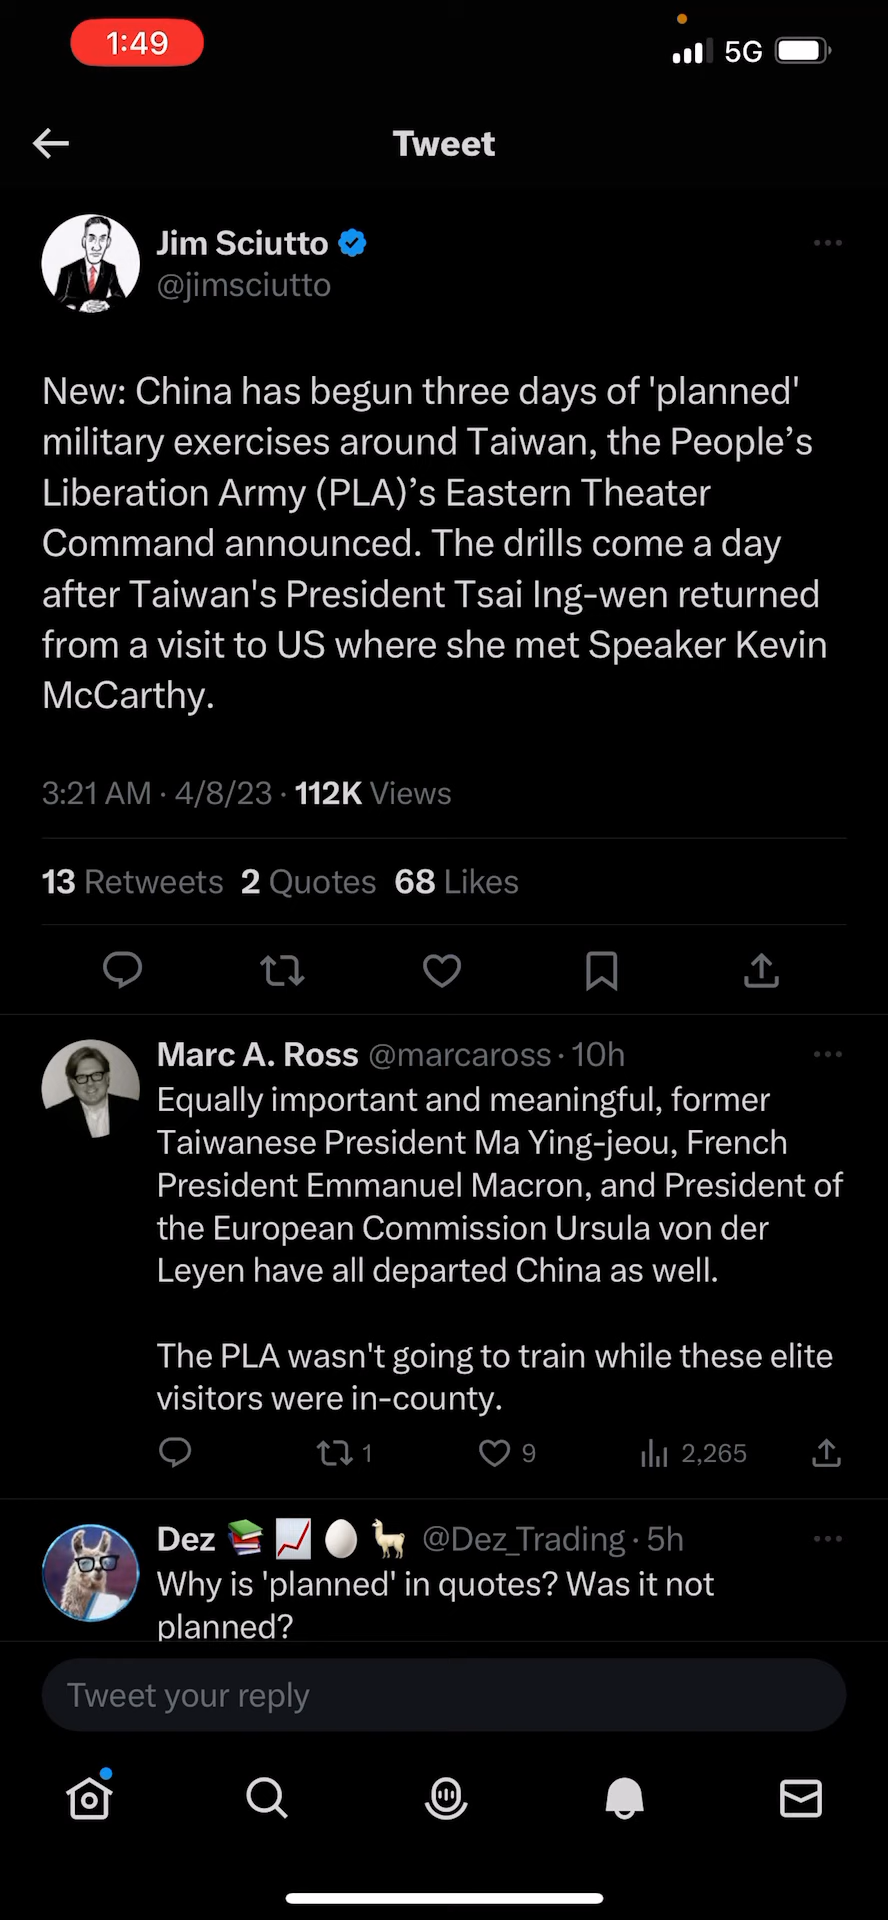 1:49
5G
Tweet
Jim Sciutto
@jimsciutto
New: China has begun three days of 'planned'
military exercises around Taiwan, the People’s
Liberation Army (PLA)’s Eastern Theater
Command announced. The drills come a day
after Taiwan's President Tsai Ing-wen returned
from a visit to US where she met Speaker Kevin
McCarthy.
3:21 AM · 4/8/23 · 112K Views
13 Retweets 2 Quotes 68 Likes
Marc A. Ross @marcaross · 10h
Equally important and meaningful, former
Taiwanese President Ma Ying-jeou, French
President Emmanuel Macron, and President of
the European Commission Ursula von der
Leyen have all departed China as well.
The PLA wasn't going to train while these elite
visitors were in-county.
1 9 2,265
Dez 📚 📈 🥚 🦙 @Dez_Trading · 5h
Why is 'planned' in quotes? Was it not
planned?
Tweet your reply